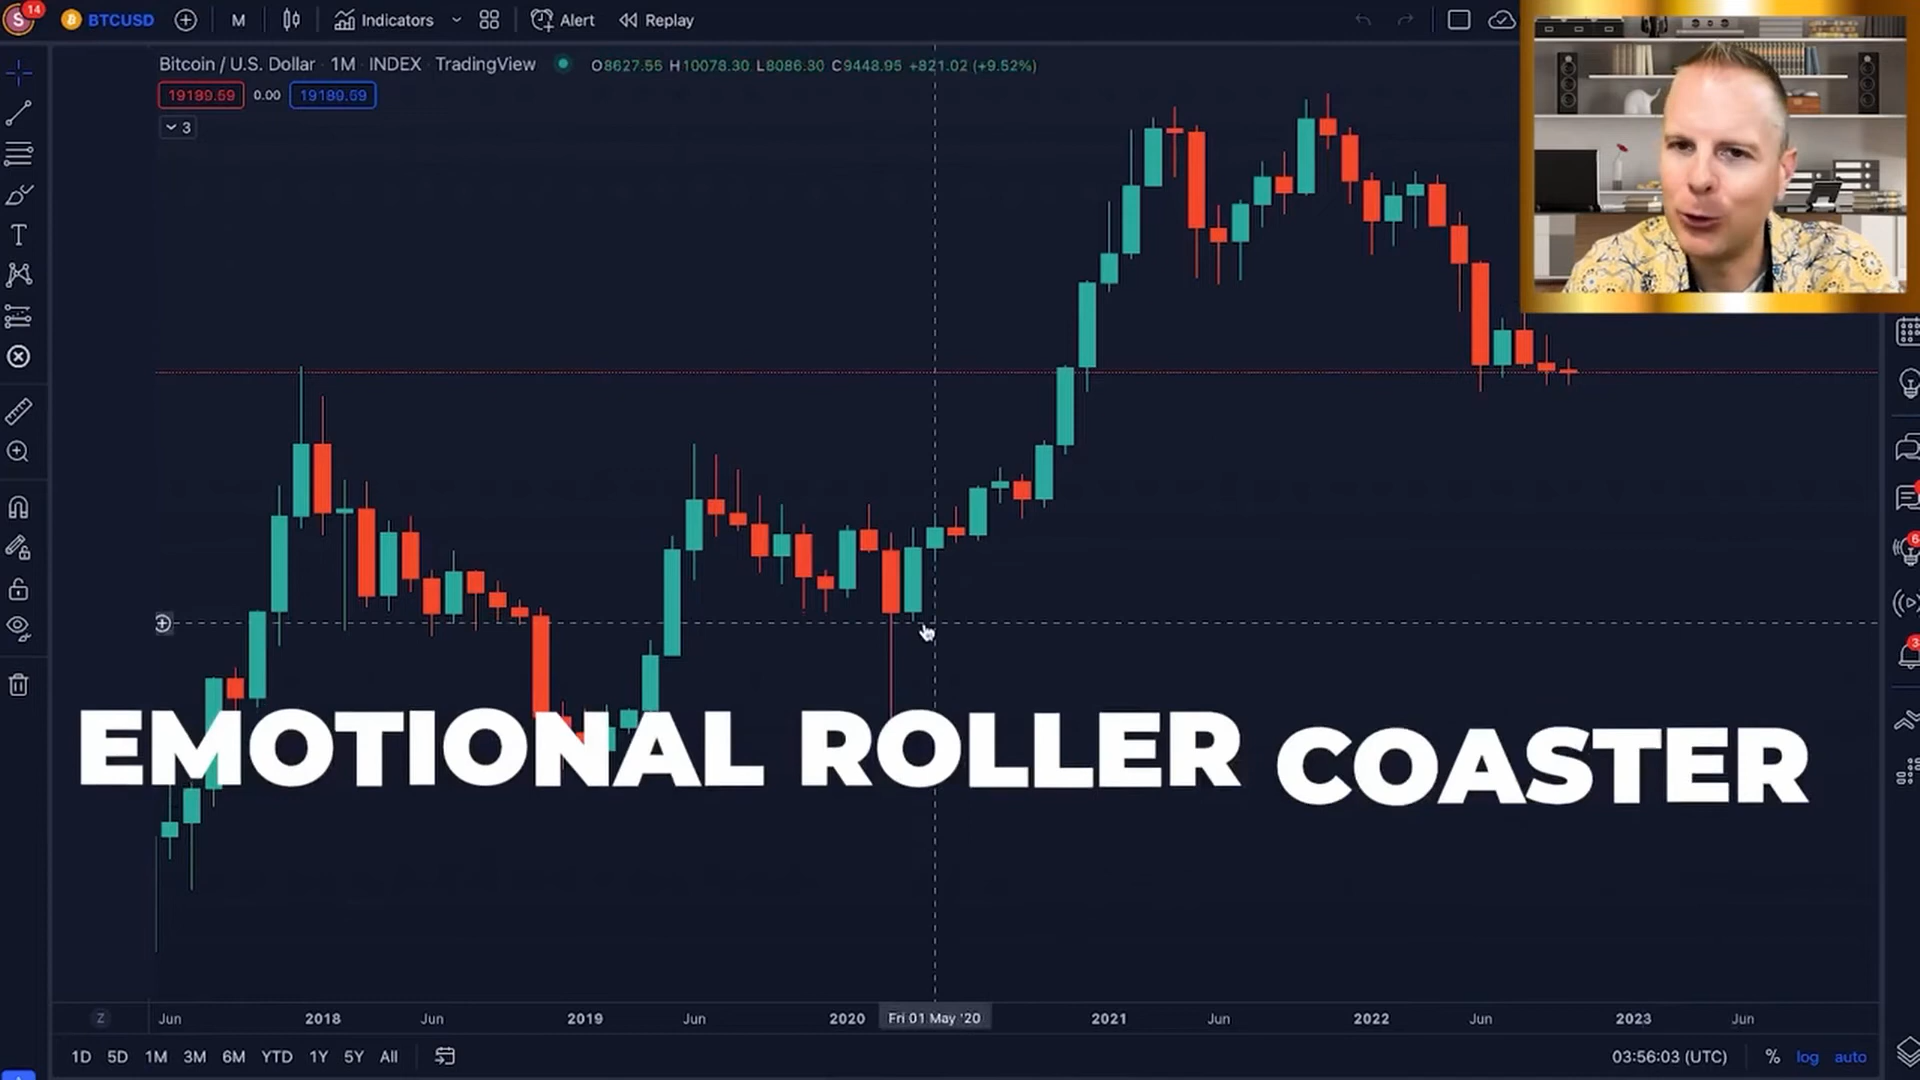 S 14 BTCUSD M Indicators Alert Replay
Bitcoin / U.S. Dollar 1M INDEX TradingView O8627.55 H10078.30 L8086.30 C9448.95 +821.02 (+9.52%)
19189.59 0.00 19189.59
3
T
6
3
EMOTIONAL ROLLER COASTER
Z Jun 2018 Jun 2019 Jun 2020 Fri 01 May '20 2021 Jun 2022 Jun 2023 Jun
1D 5D 1M 3M 6M YTD 1Y 5Y All 03:56:03 (UTC) % log auto